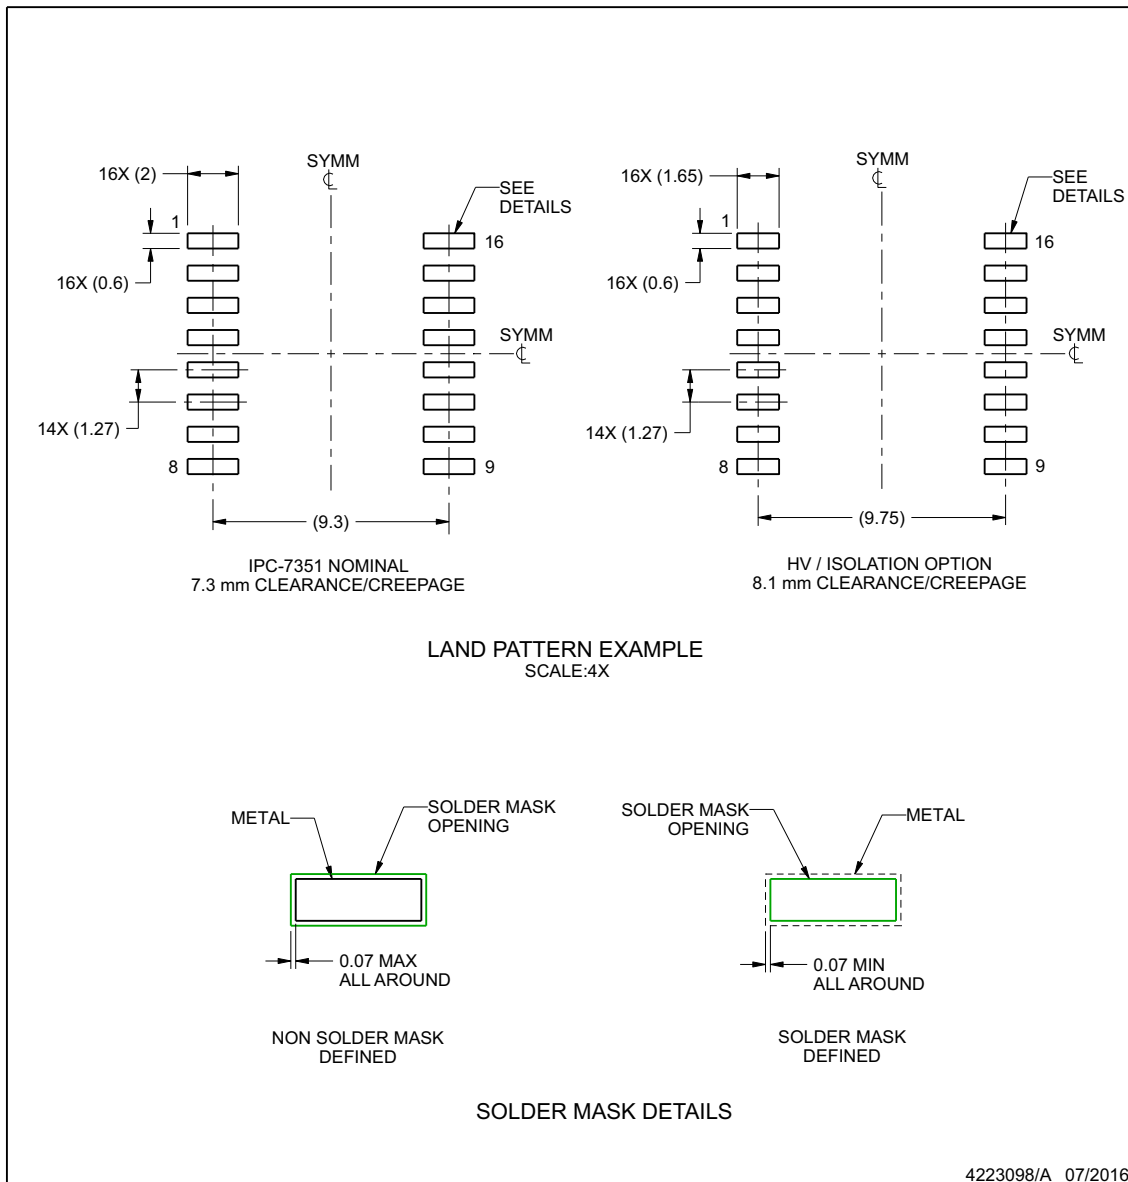 SYMM
℄
16X (2)
SEE
DETAILS
1
16
16X (0.6)
SYMM
℄
14X (1.27)
8
9
(9.3)
IPC-7351 NOMINAL
7.3 mm CLEARANCE/CREEPAGE
SYMM
℄
16X (1.65)
SEE
DETAILS
1
16
16X (0.6)
SYMM
℄
14X (1.27)
8
9
(9.75)
HV / ISOLATION OPTION
8.1 mm CLEARANCE/CREEPAGE
LAND PATTERN EXAMPLE
SCALE:4X
METAL
SOLDER MASK
OPENING
0.07 MAX
ALL AROUND
NON SOLDER MASK
DEFINED
SOLDER MASK
OPENING
METAL
0.07 MIN
ALL AROUND
SOLDER MASK
DEFINED
SOLDER MASK DETAILS
4223098/A 07/2016